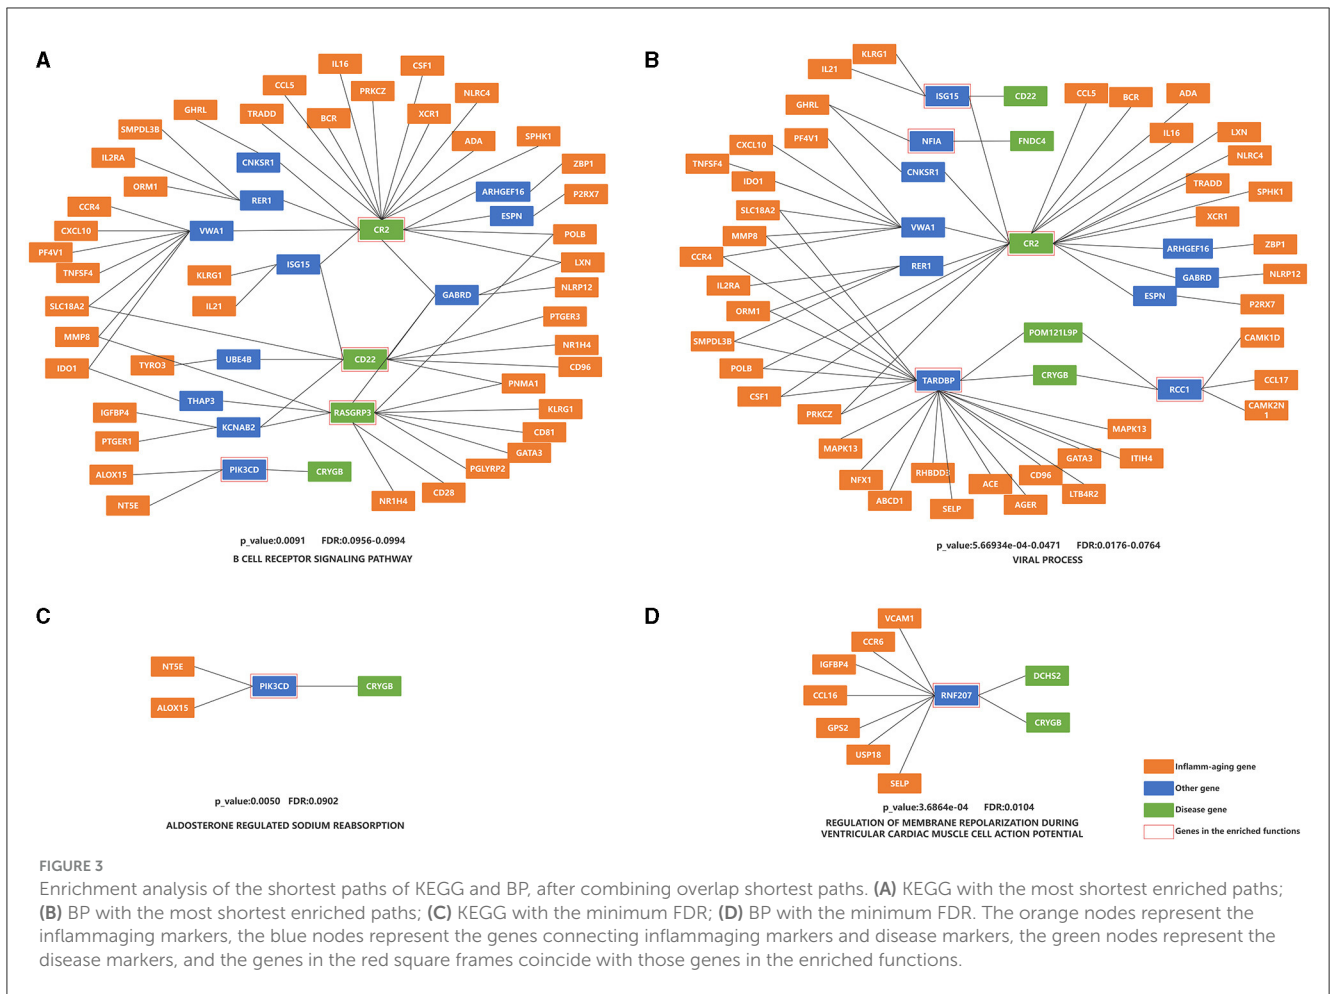 A
IL16
CSF1
CCL5
PRKCZ
NLRC4
GHRL
TRADD
BCR
XCR1
SMPDL3B
ADA
SPHK1
IL2RA
CNKSR1
ZBP1
ORM1
RER1
ARHGEF16
P2RX7
CCR4
ESPN
CXCL10
VWA1
CR2
POLB
PF4V1
TNFSF4
KLRG1
ISG15
LXN
IL21
GABRD
NLRP12
SLC18A2
PTGER3
MMP8
NR1H4
IDO1
TYRO3
UBE4B
CD22
CD96
PNMA1
THAP3
IGFBP4
KCNAB2
RASGRP3
KLRG1
PTGER1
CD81
GATA3
ALOX15
PIK3CD
CRYGB
PGLYRP2
NT5E
NR1H4
CD28
p_value:0.0091 FDR:0.0956-0.0994
B CELL RECEPTOR SIGNALING PATHWAY
B
KLRG1
IL21
ISG15
CD22
CCL5
BCR
ADA
GHRL
PF4V1
NFIA
FNDC4
IL16
LXN
CXCL10
TNFSF4
CNKSR1
NLRC4
IDO1
TRADD
SPHK1
SLC18A2
XCR1
MMP8
VWA1
CR2
CCR4
RER1
ARHGEF16
ZBP1
IL2RA
GABRD
NLRP12
ESPN
P2RX7
ORM1
SMPDL3B
POM121L9P
CAMK1D
POLB
TARDBP
CRYGB
RCC1
CCL17
CSF1
CAMK2N
1
PRKCZ
MAPK13
MAPK13
GATA3
ITIH4
NFX1
RHBDD3
CD96
ABCD1
ACE
LTB4R2
SELP
AGER
p_value:5.66934e-04-0.0471 FDR:0.0176-0.0764
VIRAL PROCESS
C
NT5E
PIK3CD
CRYGB
ALOX15
p_value:0.0050 FDR:0.0902
ALDOSTERONE REGULATED SODIUM REABSORPTION
D
VCAM1
CCR6
IGFBP4
DCHS2
CCL16
RNF207
GPS2
CRYGB
USP18
SELP
p_value:3.6864e-04 FDR:0.0104
REGULATION OF MEMBRANE REPOLARIZATION DURING
VENTRICULAR CARDIAC MUSCLE CELL ACTION POTENTIAL
Inflamm-aging gene
Other gene
Disease gene
Genes in the enriched functions
FIGURE 3
Enrichment analysis of the shortest paths of KEGG and BP, after combining overlap shortest paths. (A) KEGG with the most shortest enriched paths;
(B) BP with the most shortest enriched paths; (C) KEGG with the minimum FDR; (D) BP with the minimum FDR. The orange nodes represent the
inflammaging markers, the blue nodes represent the genes connecting inflammaging markers and disease markers, the green nodes represent the
disease markers, and the genes in the red square frames coincide with those genes in the enriched functions.